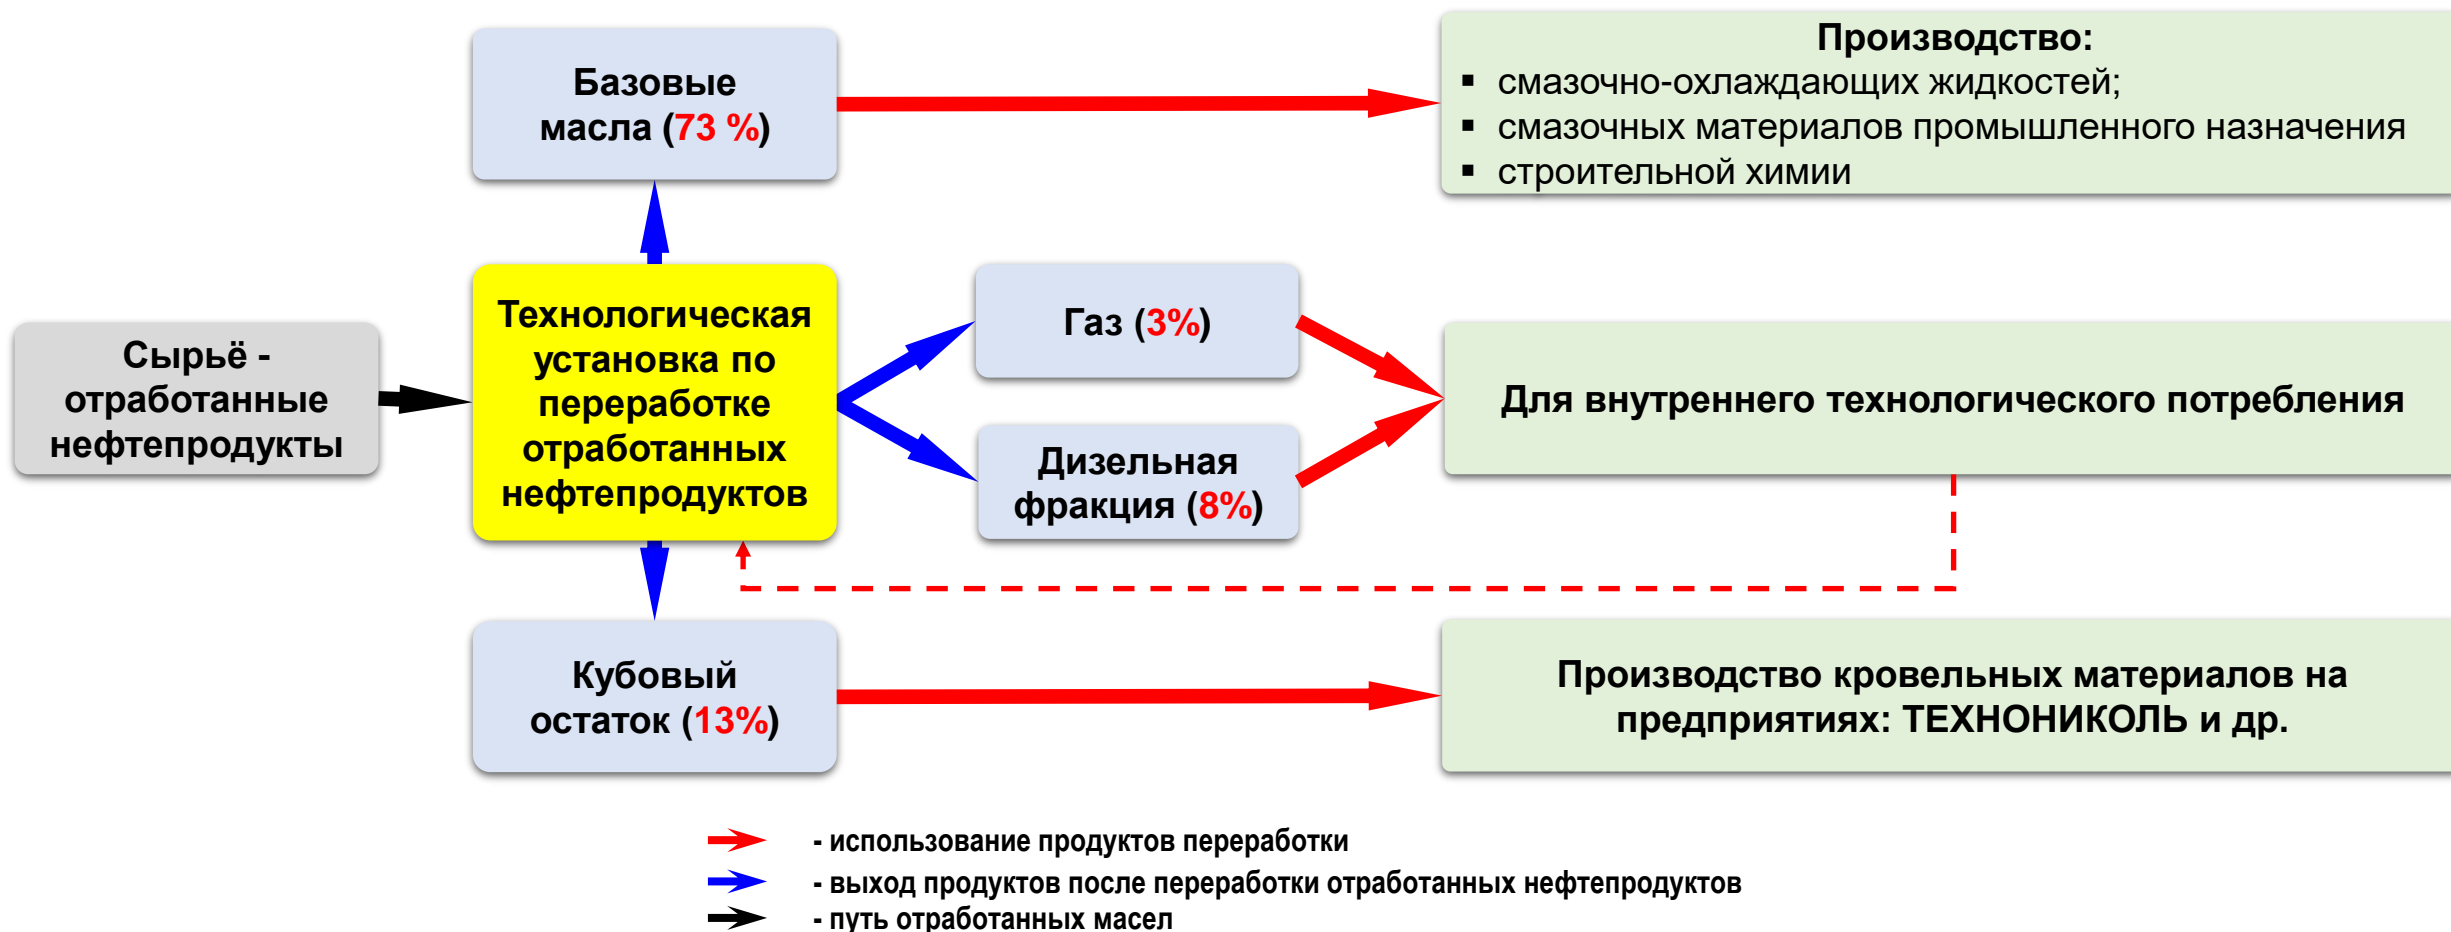 Базовые
масла (73 %)
Производство:
▪ смазочно-охлаждающих жидкостей;
▪ смазочных материалов промышленного назначения
▪ строительной химии
Сырьё -
отработанные
нефтепродукты
Технологическая
установка по
переработке
отработанных
нефтепродуктов
Газ (3%)
Дизельная
фракция (8%)
Для внутреннего технологического потребления
Кубовый
остаток (13%)
Производство кровельных материалов на
предприятиях: ТЕХНОНИКОЛЬ и др.
- использование продуктов переработки
- выход продуктов после переработки отработанных нефтепродуктов
- путь отработанных масел